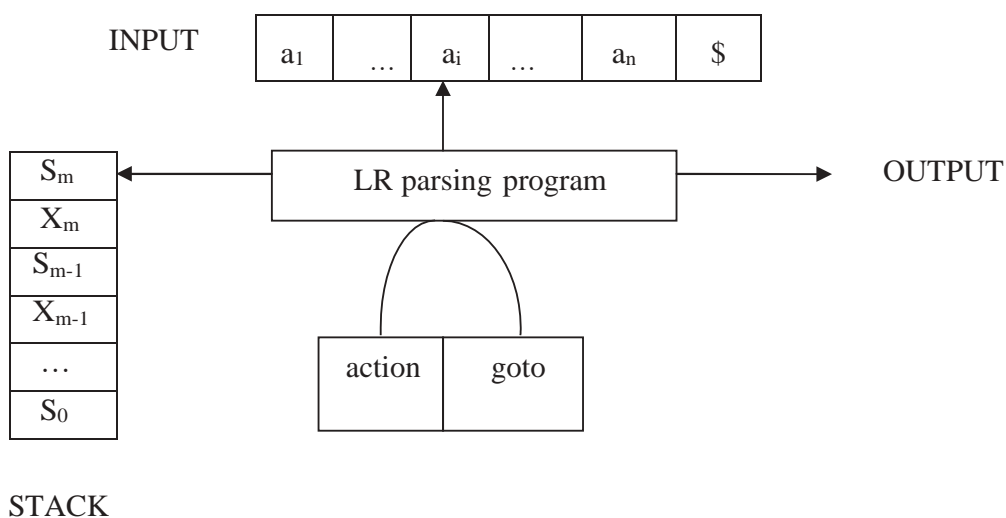 INPUT
a₁ … aᵢ … aₙ $
LR parsing program
OUTPUT
Sₘ
Xₘ
Sₘ₋₁
Xₘ₋₁
…
S₀
action goto
STACK